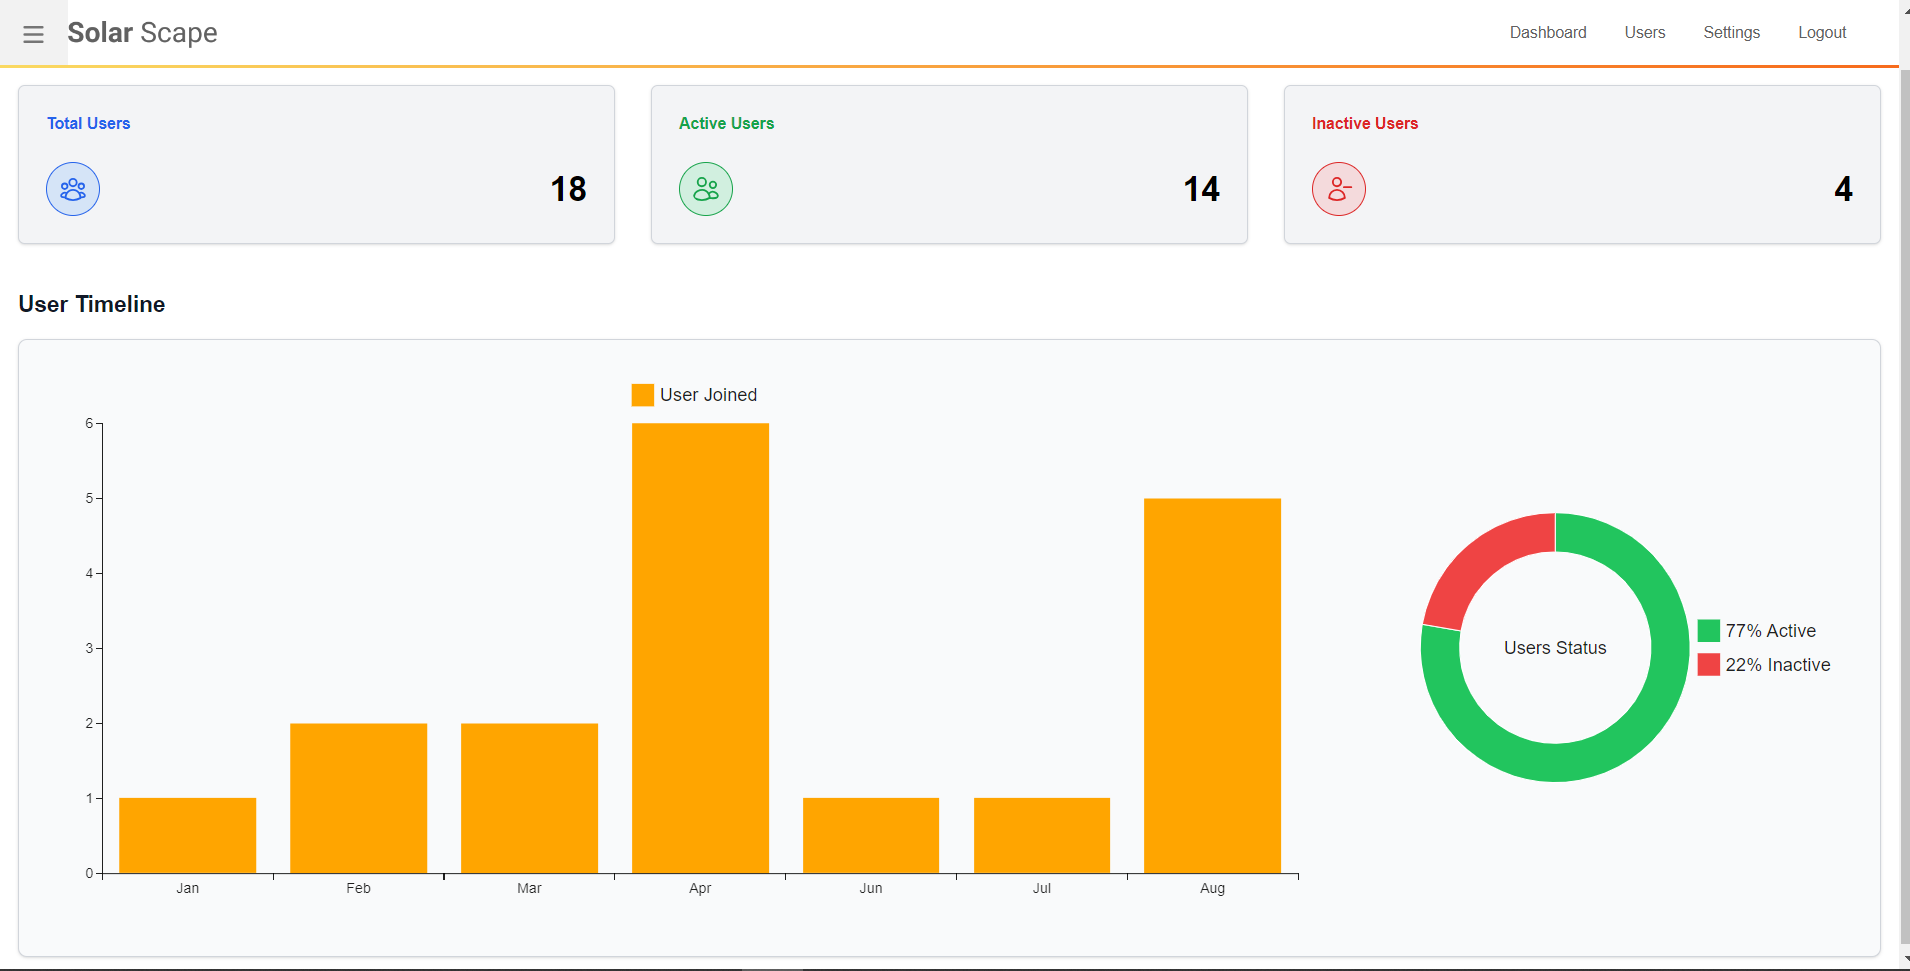 Solar Scape
Dashboard Users Settings Logout
Total Users
18
Active Users
14
Inactive Users
4
User Timeline
User Joined
6
5
4
3
2
1
0
Jan Feb Mar Apr Jun Jul Aug
Users Status
77% Active
22% Inactive